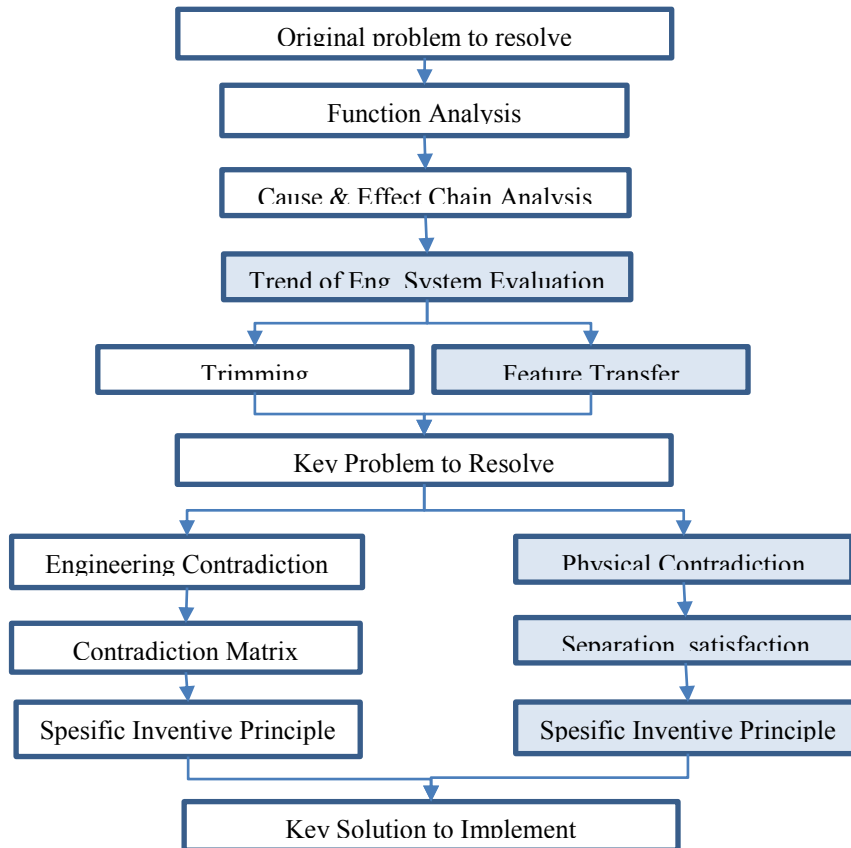 Original problem to resolve
Function Analysis
Cause & Effect Chain Analysis
Trend of Eng. System Evaluation
Trimming
Feature Transfer
Key Problem to Resolve
Engineering Contradiction
Physical Contradiction
Contradiction Matrix
Separation, satisfaction
Spesific Inventive Principle
Spesific Inventive Principle
Key Solution to Implement